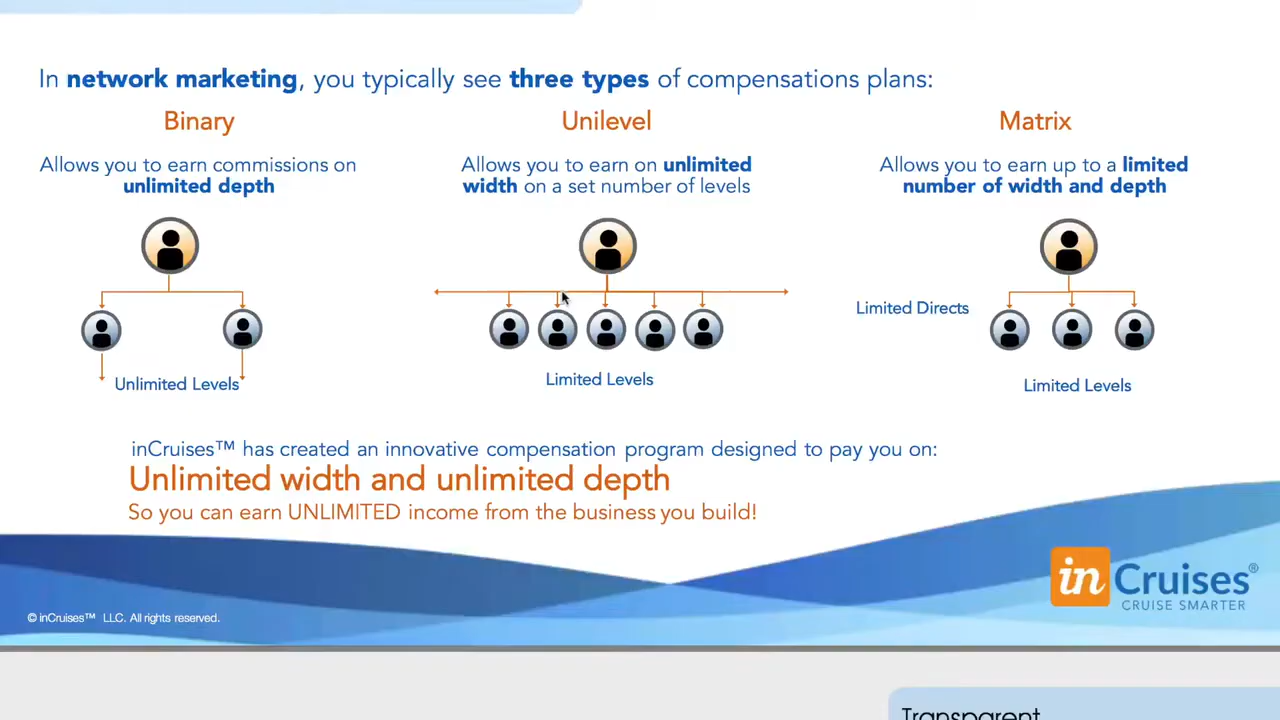 In network marketing, you typically see three types of compensations plans:
Binary
Allows you to earn commissions on
unlimited depth
Unlimited Levels
Unilevel
Allows you to earn on unlimited
width on a set number of levels
Limited Levels
Matrix
Allows you to earn up to a limited
number of width and depth
Limited Directs
Limited Levels
inCruises™ has created an innovative compensation program designed to pay you on:
Unlimited width and unlimited depth
So you can earn UNLIMITED income from the business you build!
in Cruises®
CRUISE SMARTER
© inCruises™ LLC. All rights reserved.
Transparent